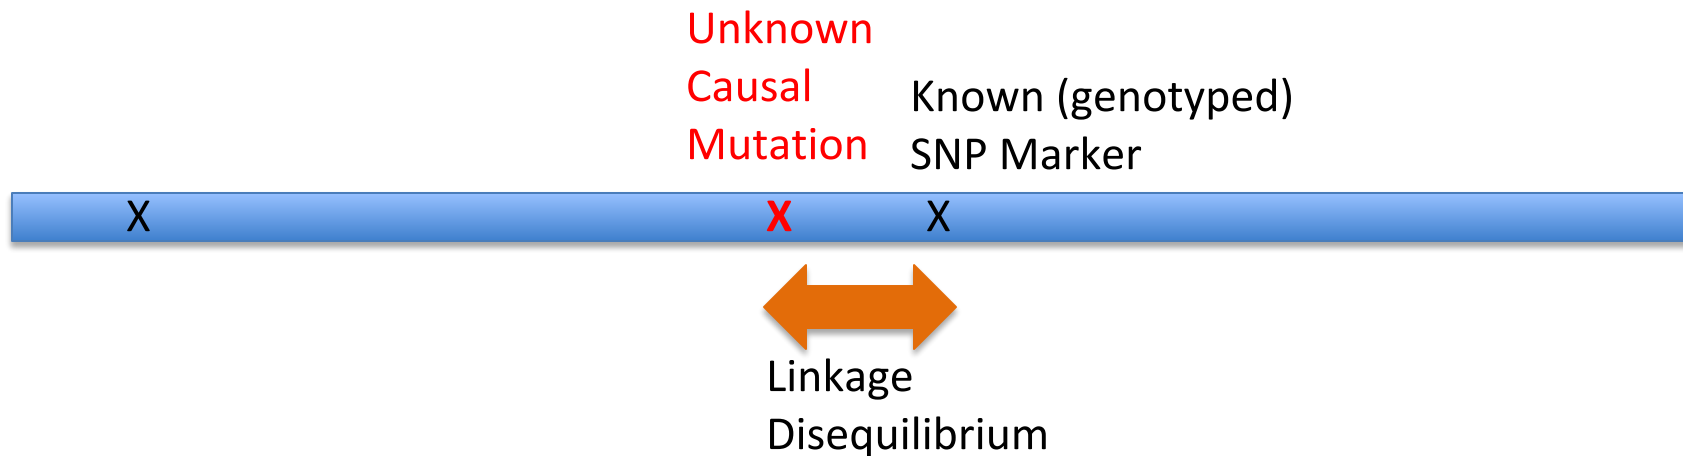 Unknown
Causal
Mutation
Known (genotyped)
SNP Marker
X X X
Linkage
Disequilibrium